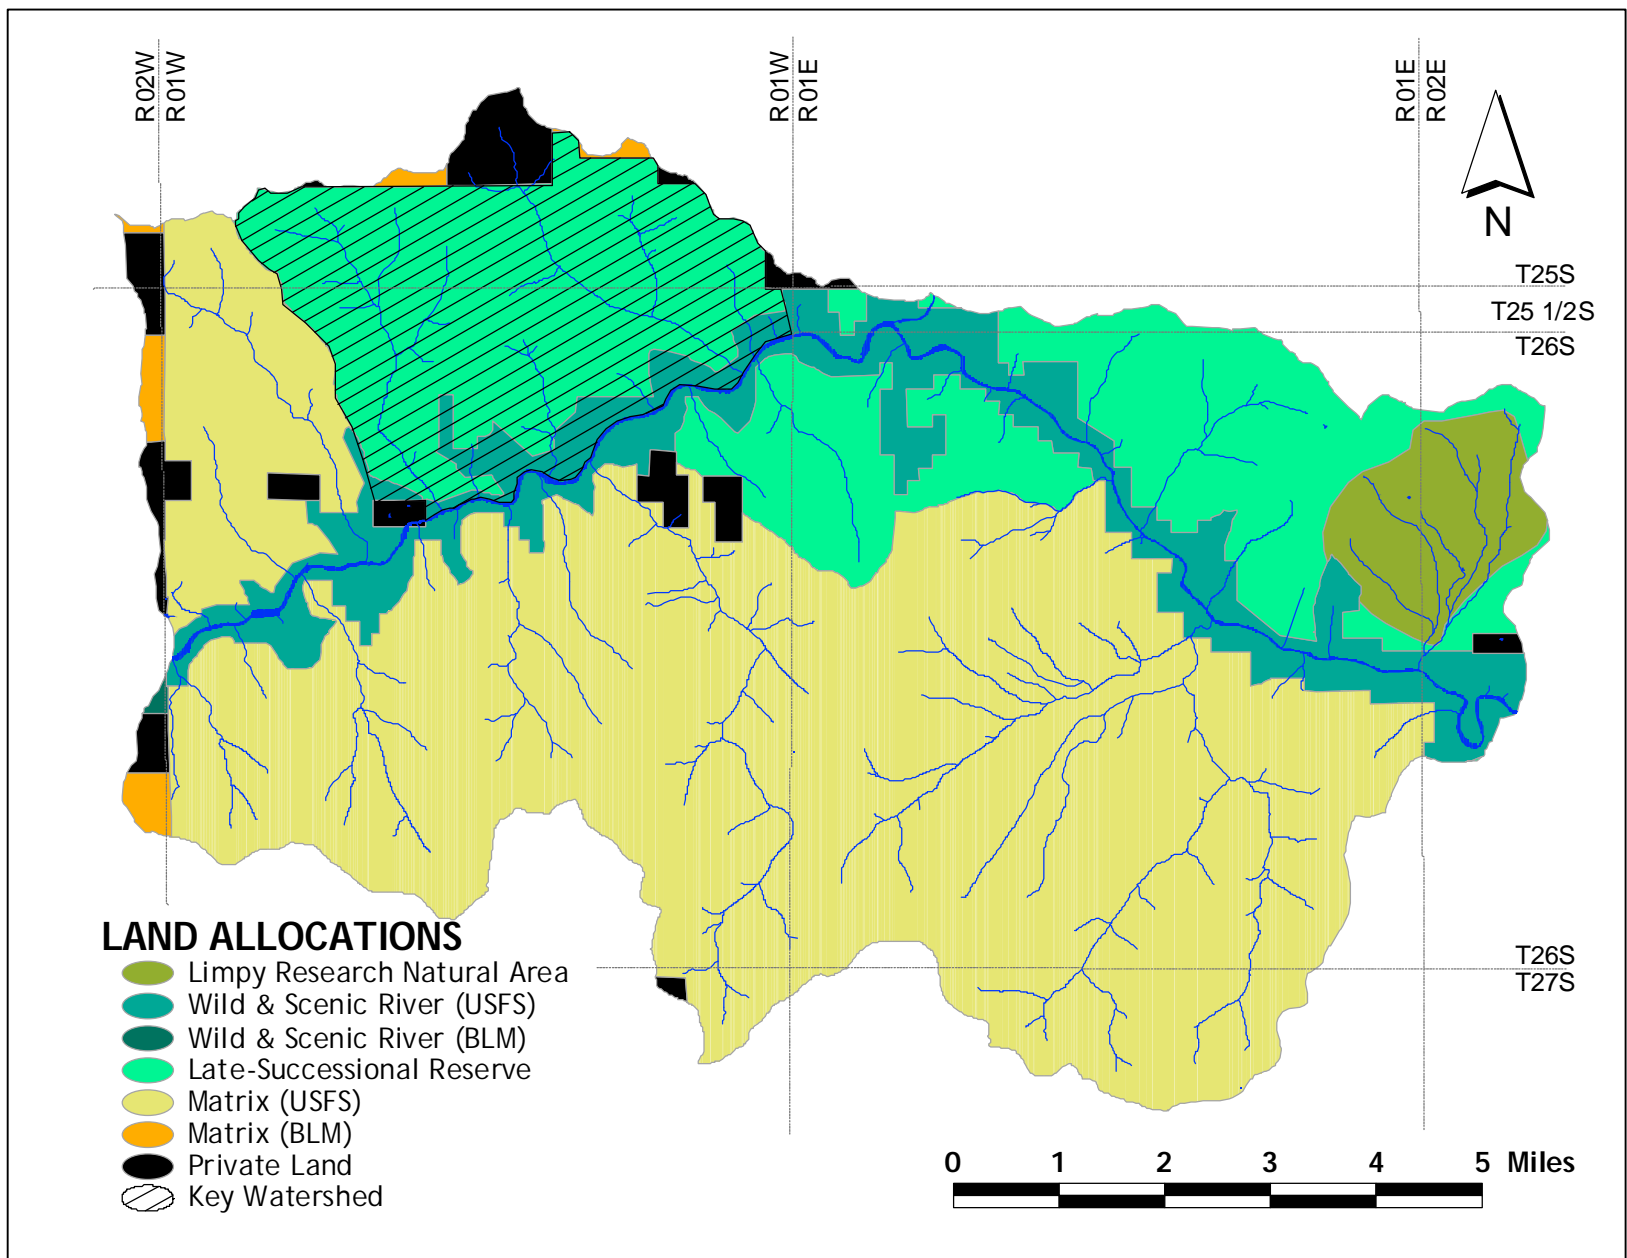 R02W
R01W
R01W
R01E
R01E
R02E
N
T25S
T25 1/2S
T26S
T26S
T27S
LAND ALLOCATIONS
Limpy Research Natural Area
Wild & Scenic River (USFS)
Wild & Scenic River (BLM)
Late-Successional Reserve
Matrix (USFS)
Matrix (BLM)
Private Land
Key Watershed
0 1 2 3 4 5 Miles